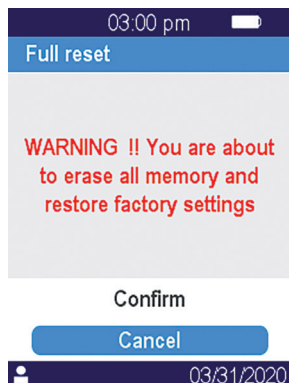 03:00 pm
Full reset
WARNING !! You are about
to erase all memory and
restore factory settings
Confirm
Cancel
03/31/2020